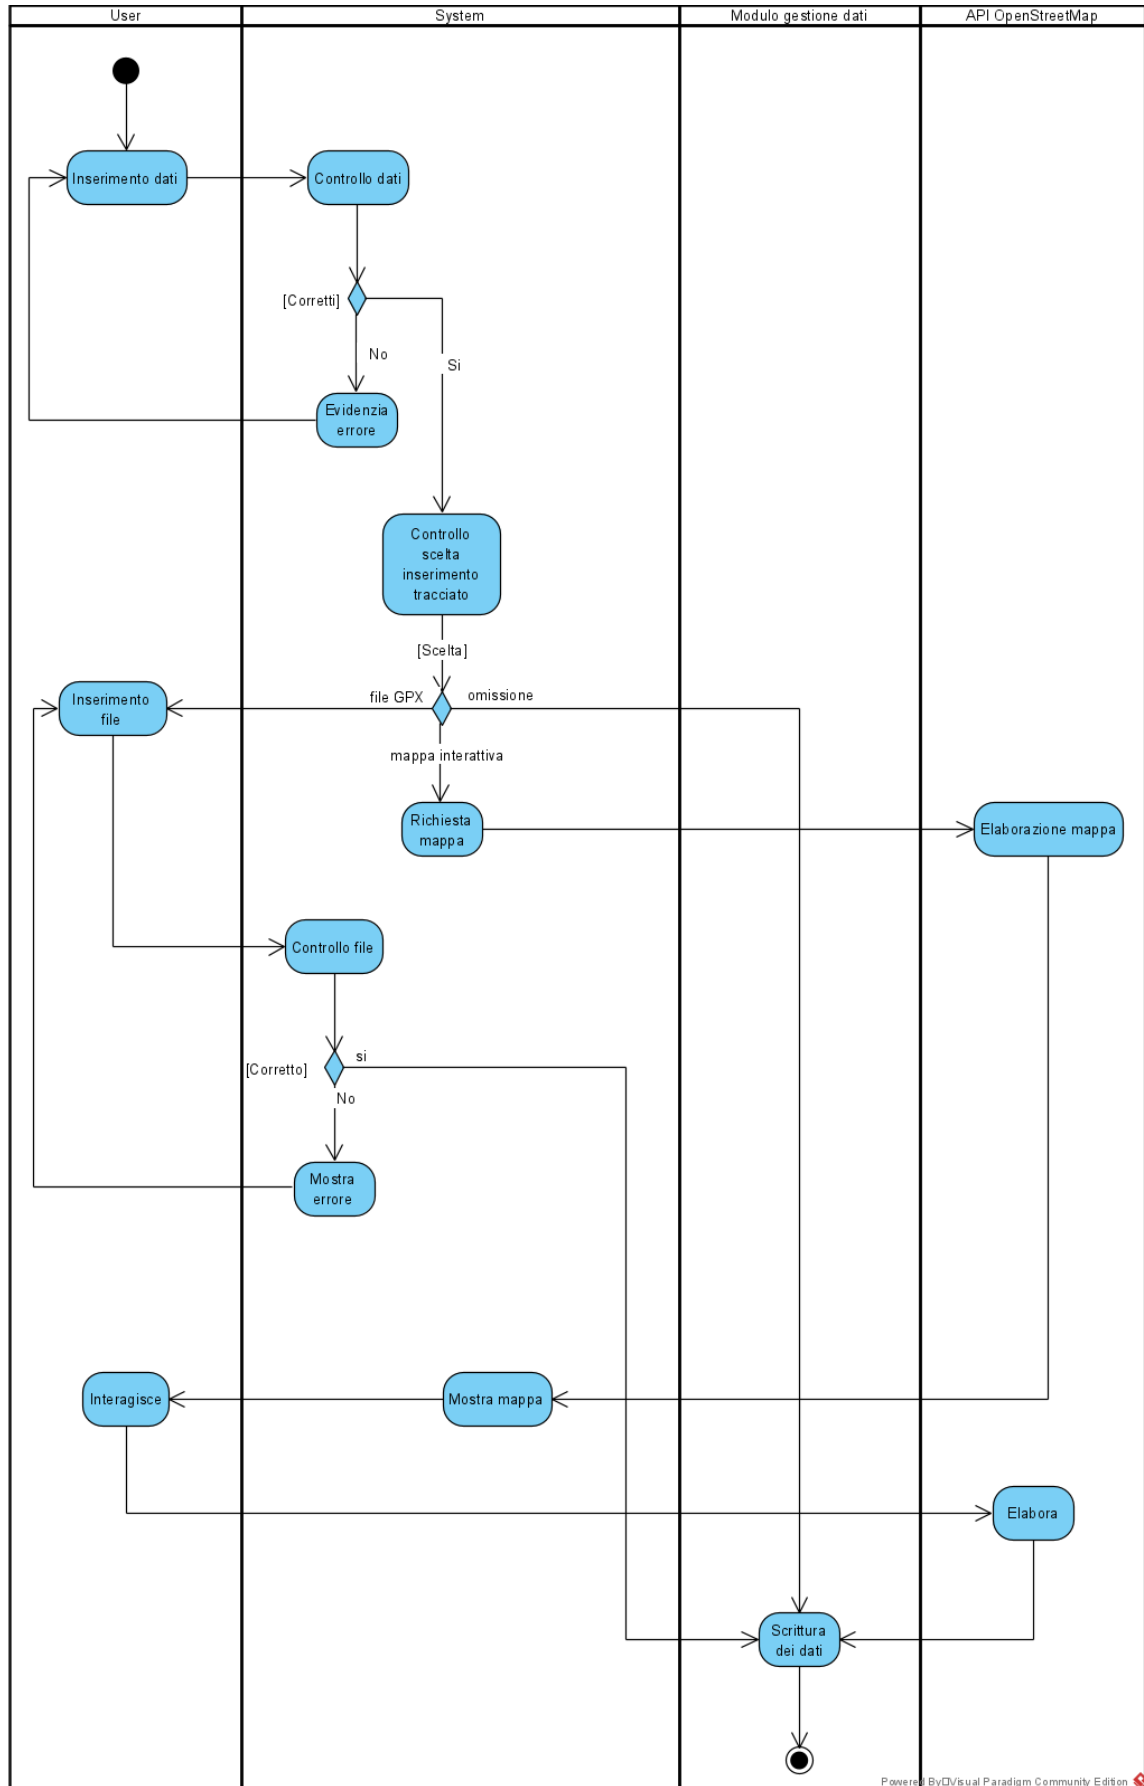 User
System
Modulo gestione dati
API OpenStreetMap
Inserimento dati
Controllo dati
[Corretti]
No
Si
Evidenzia
errore
Controllo
scelta
inserimento
tracciato
[Scelta]
file GPX
omissione
Inserimento
file
mappa interattiva
Richiesta
mappa
Elaborazione mappa
Controllo file
si
[Corretto]
No
Mostra
errore
Interagisce
Mostra mappa
Elabora
Scrittura
dei dati
Powered By□Visual Paradigm Community Edition